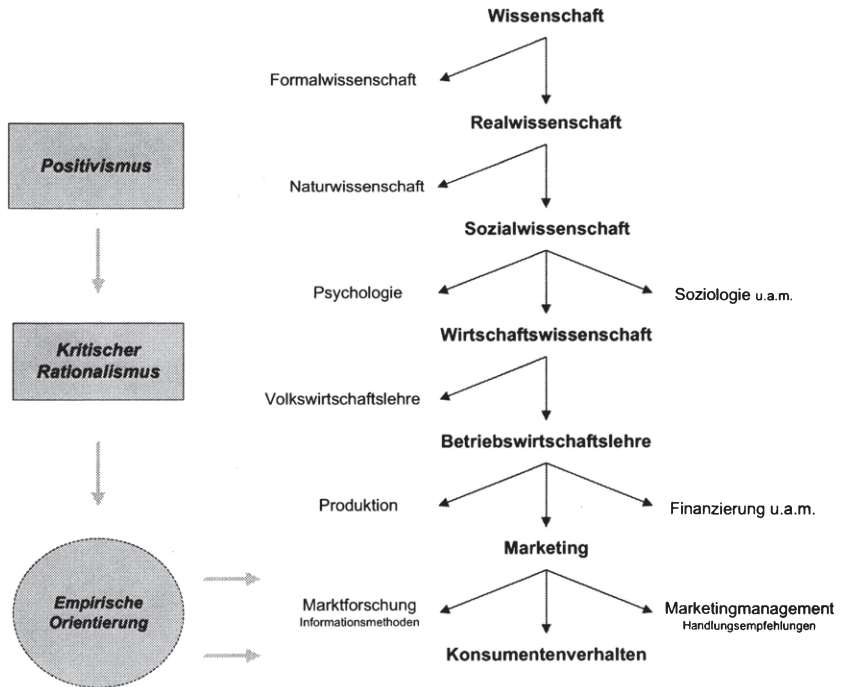 Wissenschaft
Formalwissenschaft
Realwissenschaft
Positivismus
Naturwissenschaft
Sozialwissenschaft
Psychologie
Soziologie u.a.m.
Wirtschaftswissenschaft
Kritischer
Rationalismus
Volkswirtschaftslehre
Betriebswirtschaftslehre
Produktion
Finanzierung u.a.m.
Marketing
Empirische
Orientierung
Marktforschung
Informationsmethoden
Marketingmanagement
Handlungsempfehlungen
Konsumentenverhalten